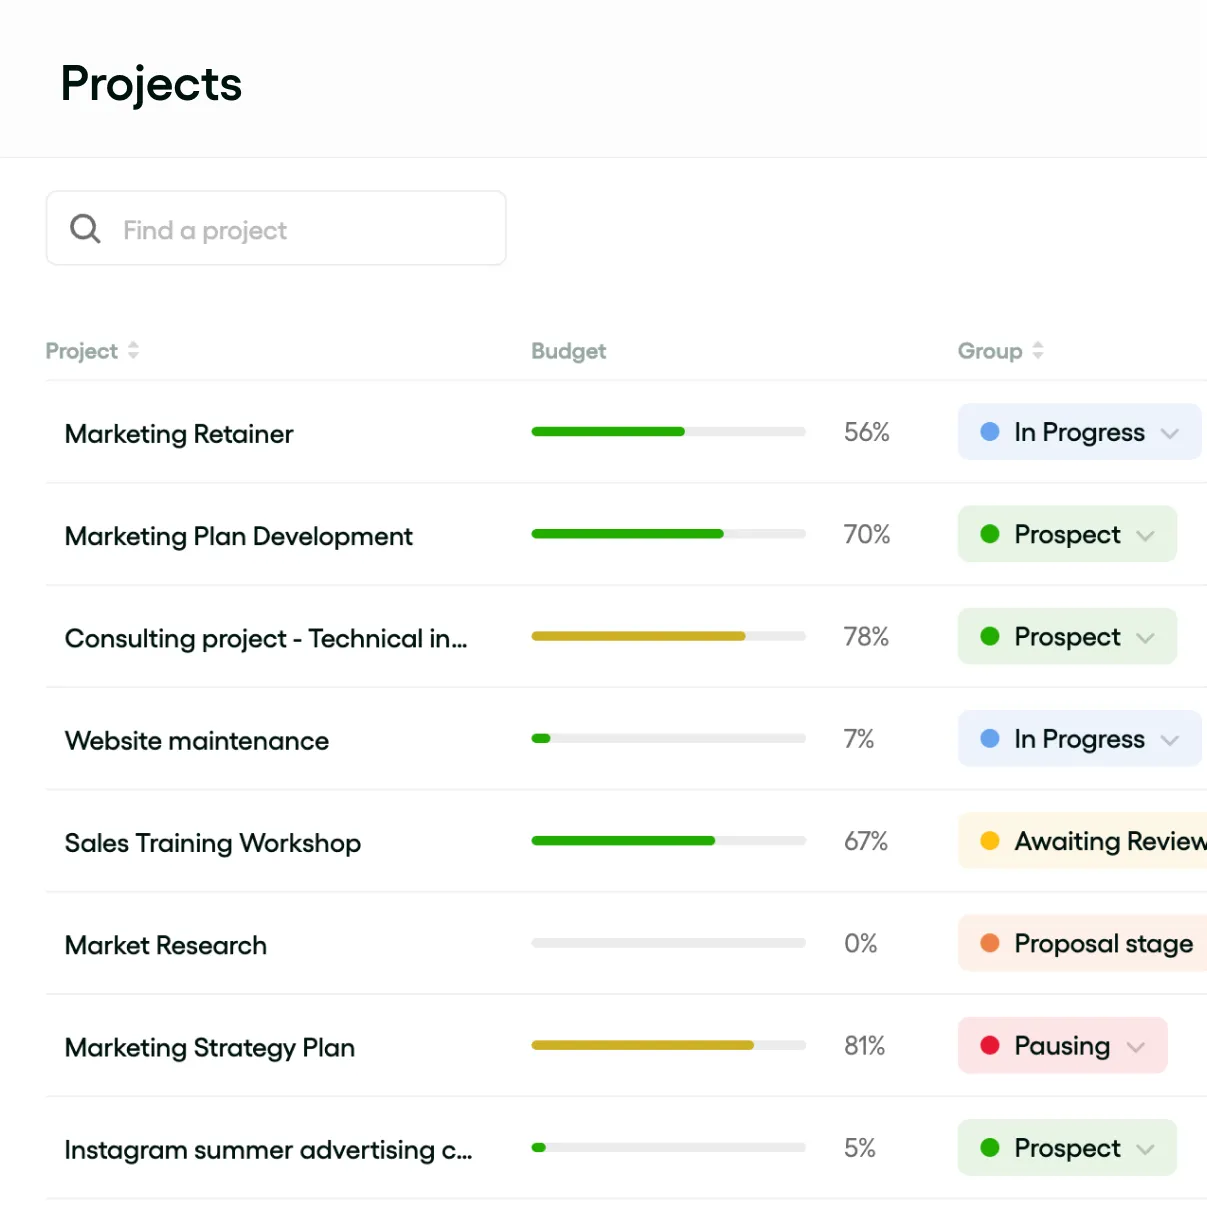 Projects
Find a project
Project Budget Group
Marketing Retainer 56% In Progress
Marketing Plan Development 70% Prospect
Consulting project - Technical in... 78% Prospect
Website maintenance 7% In Progress
Sales Training Workshop 67% Awaiting Review
Market Research 0% Proposal stage
Marketing Strategy Plan 81% Pausing
Instagram summer advertising c... 5% Prospect